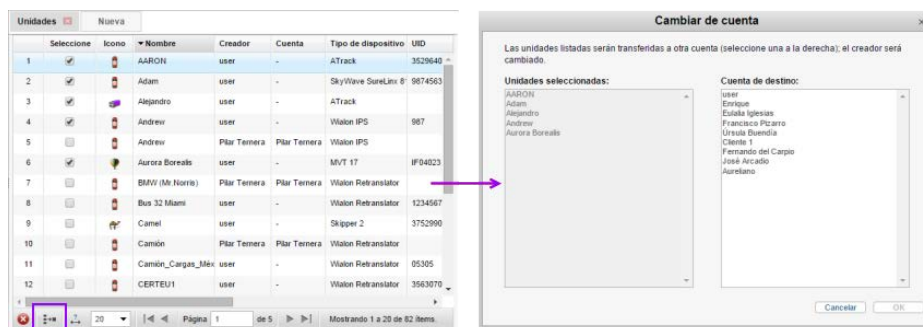 Unidades Nueva
Seleccione Icono Nombre Creador Cuenta Tipo de dispositivo UID
1 AARON user - ATrack 3529640
2 Adam user - SkyWave SureLinx 8 9874563
3 Alejandro user - ATrack
4 Andrew user - Wialon IPS 987
5 Andrew Pilar Ternera Pilar Ternera Wialon IPS
6 Aurora Borealis user - MVT 17 IF04023
7 BMW (Mr.Norris) Pilar Ternera Pilar Ternera Wialon Retranslator
8 Bus 32 Miami user - Wialon Retranslator 1234567
9 Camel user - Skipper 2 3752990
10 Camión Pilar Ternera Pilar Ternera Wialon Retranslator
11 Camión_Cargas_Méx user - Wialon Retranslator 05305
12 CERTEU1 user - Wialon Retranslator 3563070
20 Página 1 de 5 Mostrando 1 a 20 de 82 items.
Cambiar de cuenta
Las unidades listadas serán transferidas a otra cuenta (seleccione una a la derecha); el creador será
cambiado.
Unidades seleccionadas: Cuenta de destino:
AARON
Adam
Alejandro
Andrew
Aurora Borealis
user
Enrique
Eulalia Iglesias
Francisco Pizarro
Úrsula Buendía
Cliente 1
Fernando del Carpio
José Arcadio
Aureliano
Cancelar OK